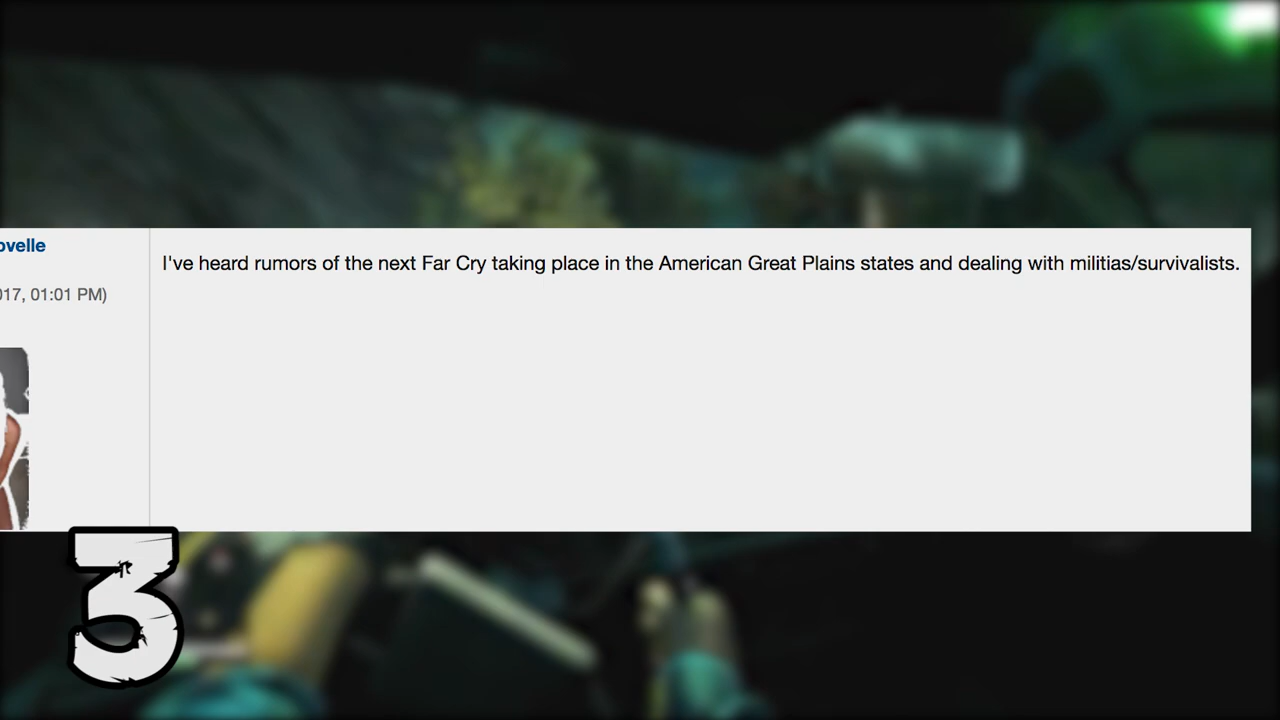 ovelle
I've heard rumors of the next Far Cry taking place in the American Great Plains states and dealing with militias/survivalists.
017, 01:01 PM)
3